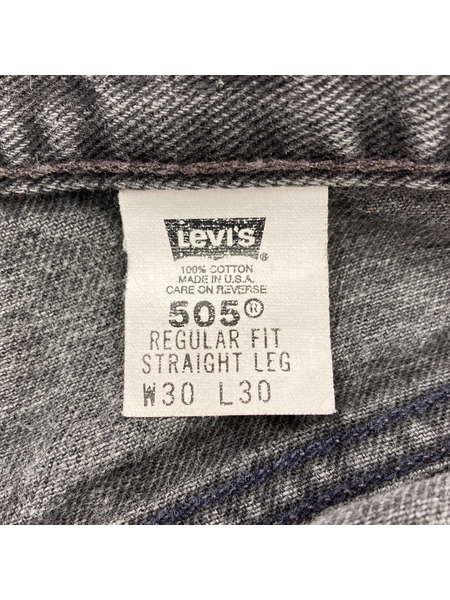 Levi's®
100% COTTON
MADE IN U.S.A.
CARE ON REVERSE
505®
REGULAR FIT
STRAIGHT LEG
W30 L30